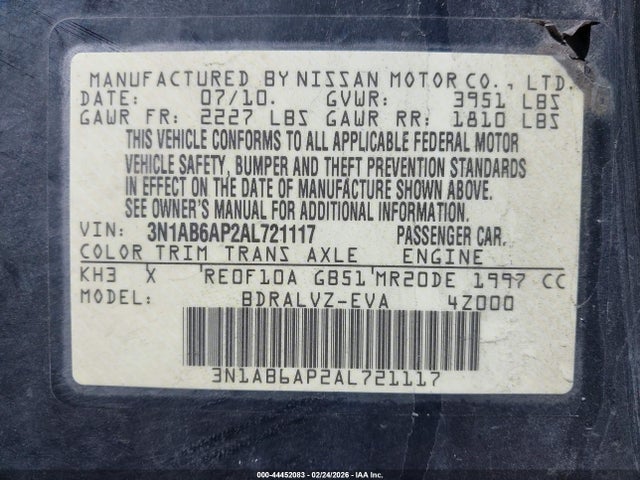 MANUFACTURED BY NISSAN MOTOR CO., LTD.
DATE: 07/10. GVWR: 3951 LBS
GAWR FR: 2227 LBS GAWR RR: 1810 LBS
THIS VEHICLE CONFORMS TO ALL APPLICABLE FEDERAL MOTOR
VEHICLE SAFETY, BUMPER AND THEFT PREVENTION STANDARDS
IN EFFECT ON THE DATE OF MANUFACTURE SHOWN ABOVE.
SEE OWNER'S MANUAL FOR ADDITIONAL INFORMATION.
VIN: 3N1AB6AP2AL721117 PASSENGER CAR.
COLOR TRIM TRANS AXLE ENGINE
KH3 X RE0F10A GB51 MR20DE 1997 CC
MODEL: BDRALVZ-EVA 4Z000
3N1AB6AP2AL721117
000-44452083 - 02/24/2026 - IAA Inc.